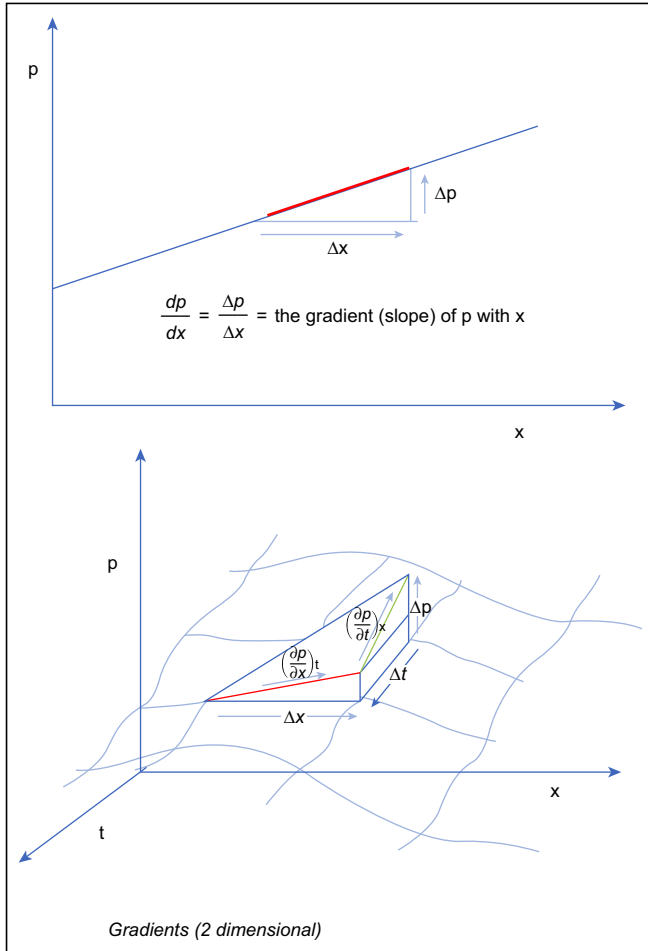 p
Δp
Δx
dp/dx = Δp/Δx = the gradient (slope) of p with x
x
p
(∂p/∂t)x
Δp
(∂p/∂x)t
Δt
Δx
x
t
Gradients (2 dimensional)